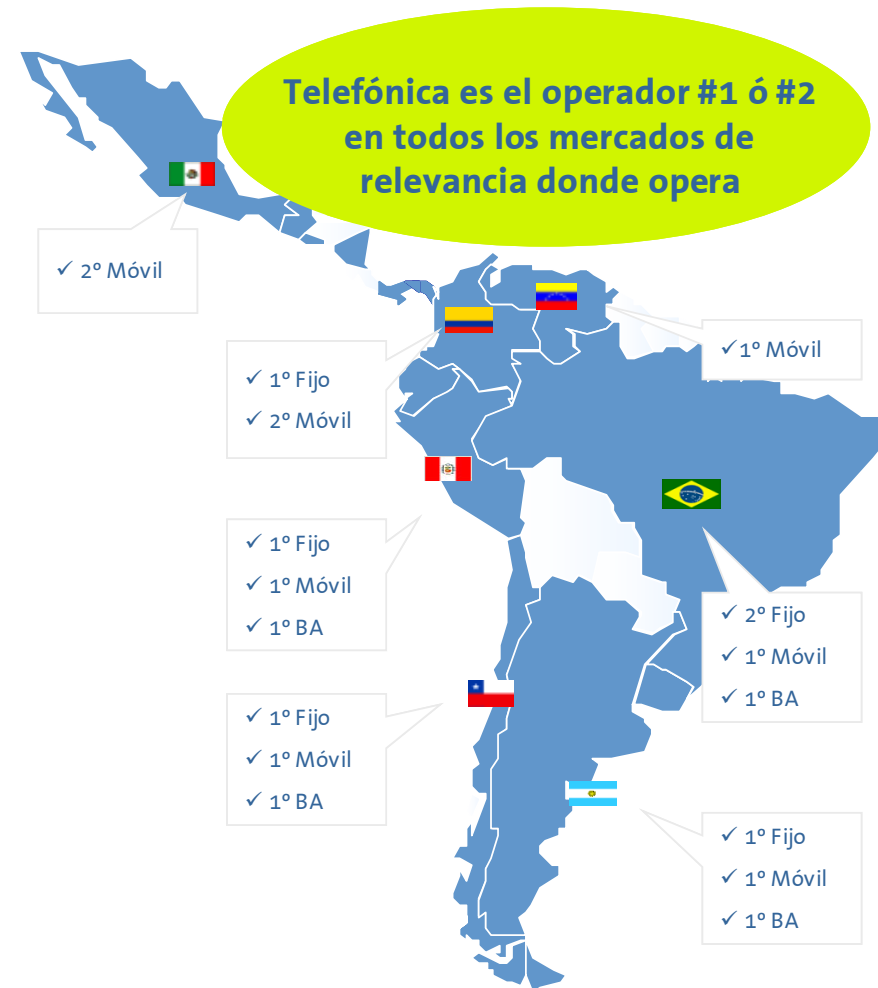 Telefónica es el operador #1 ó #2
en todos los mercados de
relevancia donde opera
✓ 2º Móvil
✓ 1º Fijo
✓ 2º Móvil
✓1º Móvil
✓ 1º Fijo
✓ 1º Móvil
✓ 1º BA
✓ 2º Fijo
✓ 1º Móvil
✓ 1º BA
✓ 1º Fijo
✓ 1º Móvil
✓ 1º BA
✓ 1º Fijo
✓ 1º Móvil
✓ 1º BA